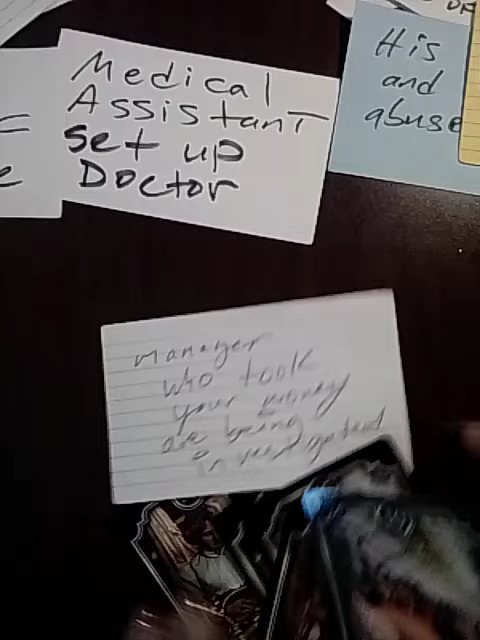 Medical
Assistant
set up
Doctor
His
and
abuse
manager
who took
your money
are being
investigated